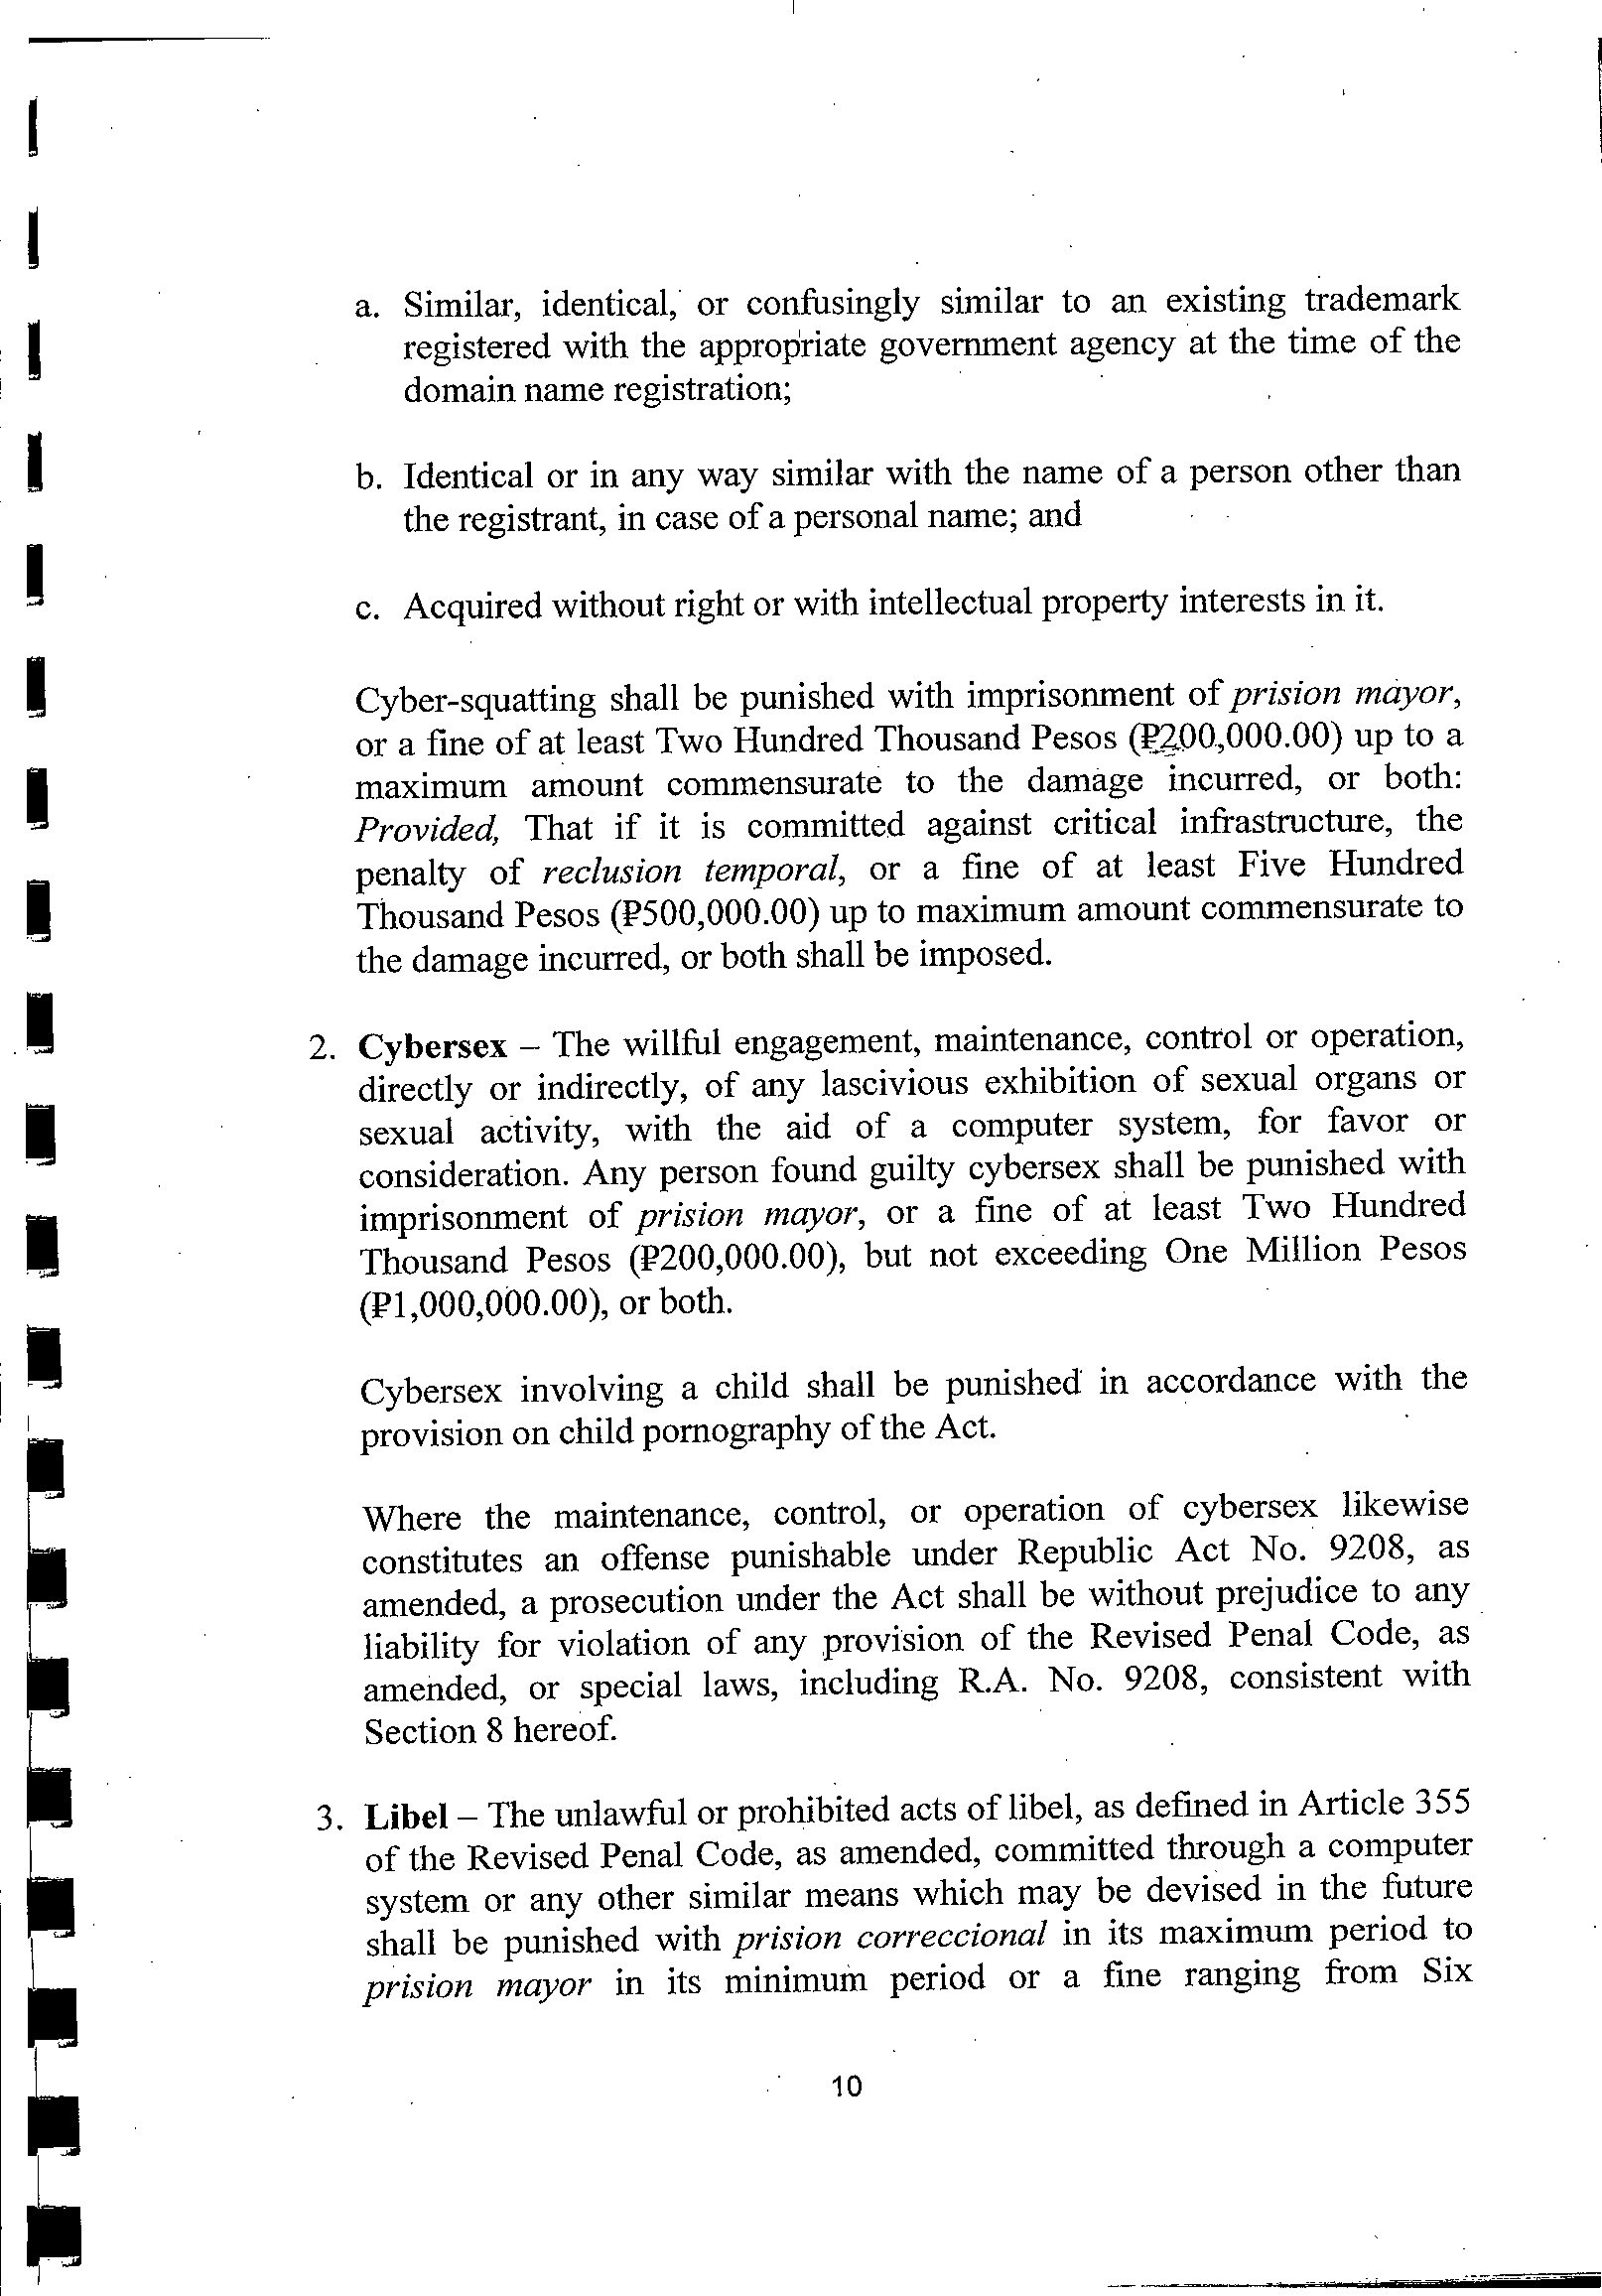 a. Similar, identical, or confusingly similar to an existing trademark
registered with the appropriate government agency at the time of the
domain name registration;
b. Identical or in any way similar with the name of a person other than
the registrant, in case of a personal name; and
c. Acquired without right or with intellectual property interests in it.
Cyber-squatting shall be punished with imprisonment of prision mayor,
or a fine of at least Two Hundred Thousand Pesos (₱200,000.00) up to a
maximum amount commensurate to the damage incurred, or both:
Provided, That if it is committed against critical infrastructure, the
penalty of reclusion temporal, or a fine of at least Five Hundred
Thousand Pesos (₱500,000.00) up to maximum amount commensurate to
the damage incurred, or both shall be imposed.
2. Cybersex – The willful engagement, maintenance, control or operation,
directly or indirectly, of any lascivious exhibition of sexual organs or
sexual activity, with the aid of a computer system, for favor or
consideration. Any person found guilty cybersex shall be punished with
imprisonment of prision mayor, or a fine of at least Two Hundred
Thousand Pesos (₱200,000.00), but not exceeding One Million Pesos
(₱1,000,000.00), or both.
Cybersex involving a child shall be punished in accordance with the
provision on child pornography of the Act.
Where the maintenance, control, or operation of cybersex likewise
constitutes an offense punishable under Republic Act No. 9208, as
amended, a prosecution under the Act shall be without prejudice to any
liability for violation of any provision of the Revised Penal Code, as
amended, or special laws, including R.A. No. 9208, consistent with
Section 8 hereof.
3. Libel – The unlawful or prohibited acts of libel, as defined in Article 355
of the Revised Penal Code, as amended, committed through a computer
system or any other similar means which may be devised in the future
shall be punished with prision correccional in its maximum period to
prision mayor in its minimum period or a fine ranging from Six
10